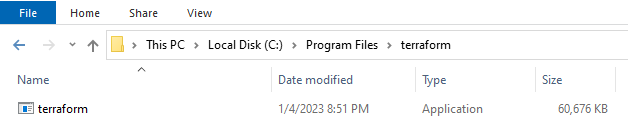 File Home Share View
This PC > Local Disk (C:) > Program Files > terraform
Name Date modified Type Size
terraform 1/4/2023 8:51 PM Application 60,676 KB